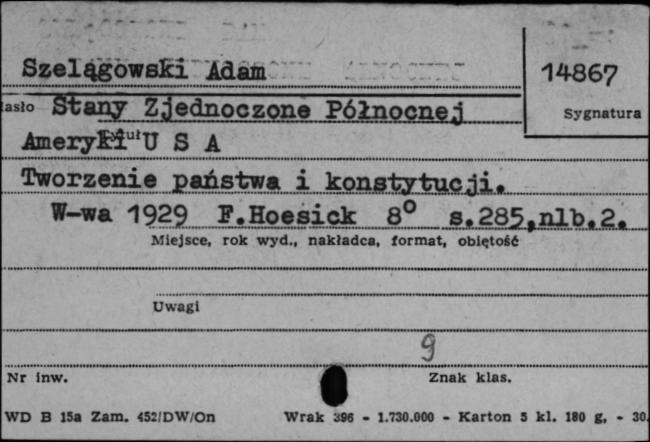 Szelągowski Adam
14867
asło Stany Zjednoczone Północnej
Sygnatura
Ameryki U S A
Tworzenie państwa i konstytucji.
W-wa 1929 F.Hoesick 8° s.285,nlb.2.
Miejsce, rok wyd., nakładca, format, obiętość
Uwagi
9
Nr inw.
Znak klas.
WD B 15a Zam. 452/DW/On Wrak 396 - 1.730.000 - Karton 5 kl. 180 g, - 30.